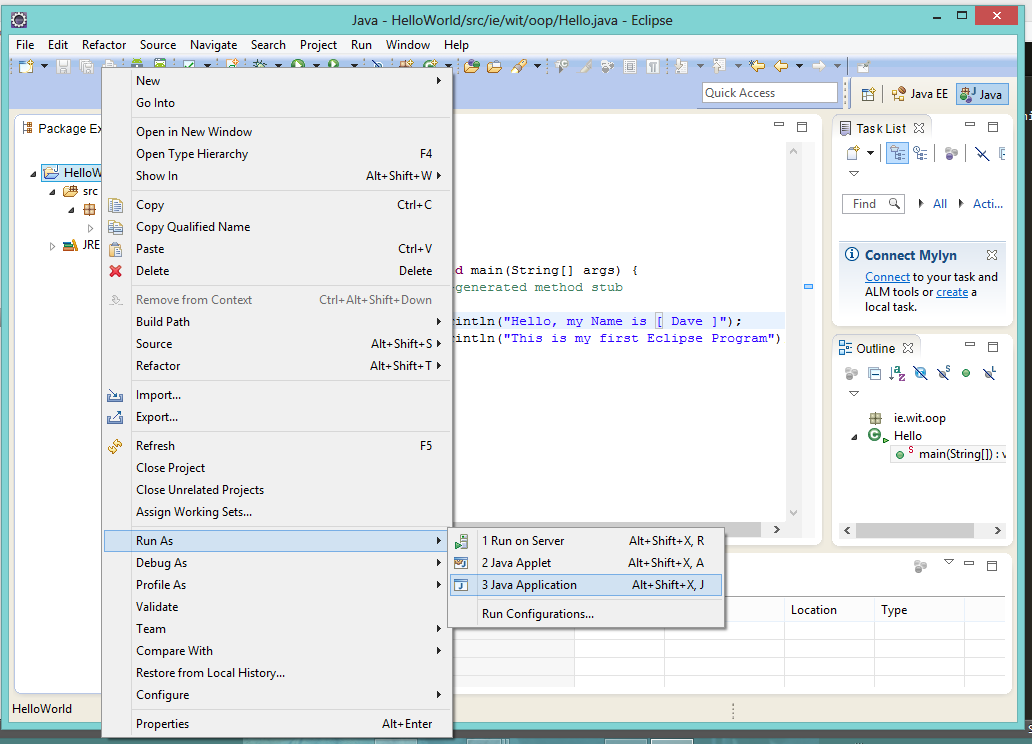 Java - HelloWorld/src/ie/wit/oop/Hello.java - Eclipse
File Edit Refactor Source Navigate Search Project Run Window Help
Quick Access
Java EE
Java
Package Ex
HelloW
src
JRE
New
Go Into
Open in New Window
Open Type Hierarchy F4
Show In Alt+Shift+W
Copy Ctrl+C
Copy Qualified Name
Paste Ctrl+V
Delete Delete
Remove from Context Ctrl+Alt+Shift+Down
Build Path
Source Alt+Shift+S
Refactor Alt+Shift+T
Import...
Export...
Refresh F5
Close Project
Close Unrelated Projects
Assign Working Sets...
Run As
Debug As
Profile As
Validate
Team
Compare With
Restore from Local History...
Configure
Properties Alt+Enter
1 Run on Server Alt+Shift+X, R
2 Java Applet Alt+Shift+X, A
3 Java Application Alt+Shift+X, J
Run Configurations...
d main(String[] args) {
generated method stub
intln("Hello, my Name is [ Dave ]");
intln("This is my first Eclipse Program")
Task List
Find
All
Acti...
Connect Mylyn
Connect to your task and
ALM tools or create a
local task.
Outline
ie.wit.oop
Hello
main(String[]) : v
Location Type
HelloWorld